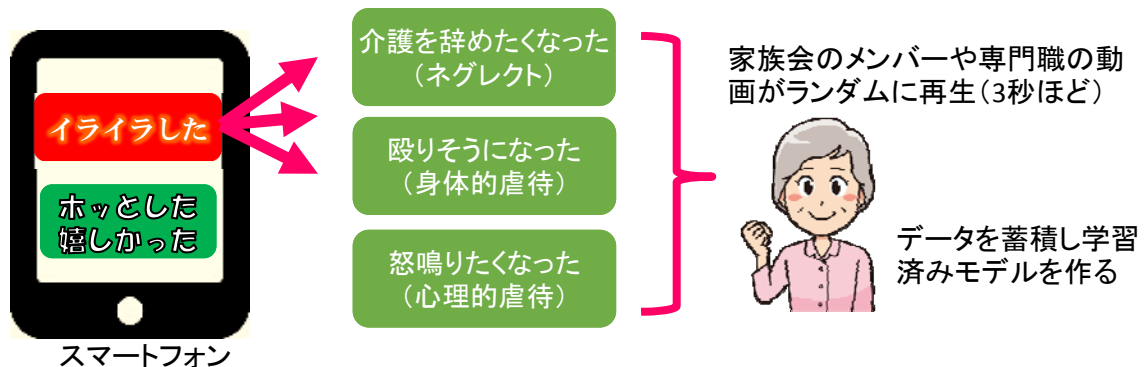 イライラした
ホッとした
嬉しかった
スマートフォン
介護を辞めたくなった
（ネグレクト）
殴りそうになった
（身体的虐待）
怒鳴りたくなった
（心理的虐待）
家族会のメンバーや専門職の動
画がランダムに再生（3秒ほど）
データを蓄積し学習
済みモデルを作る